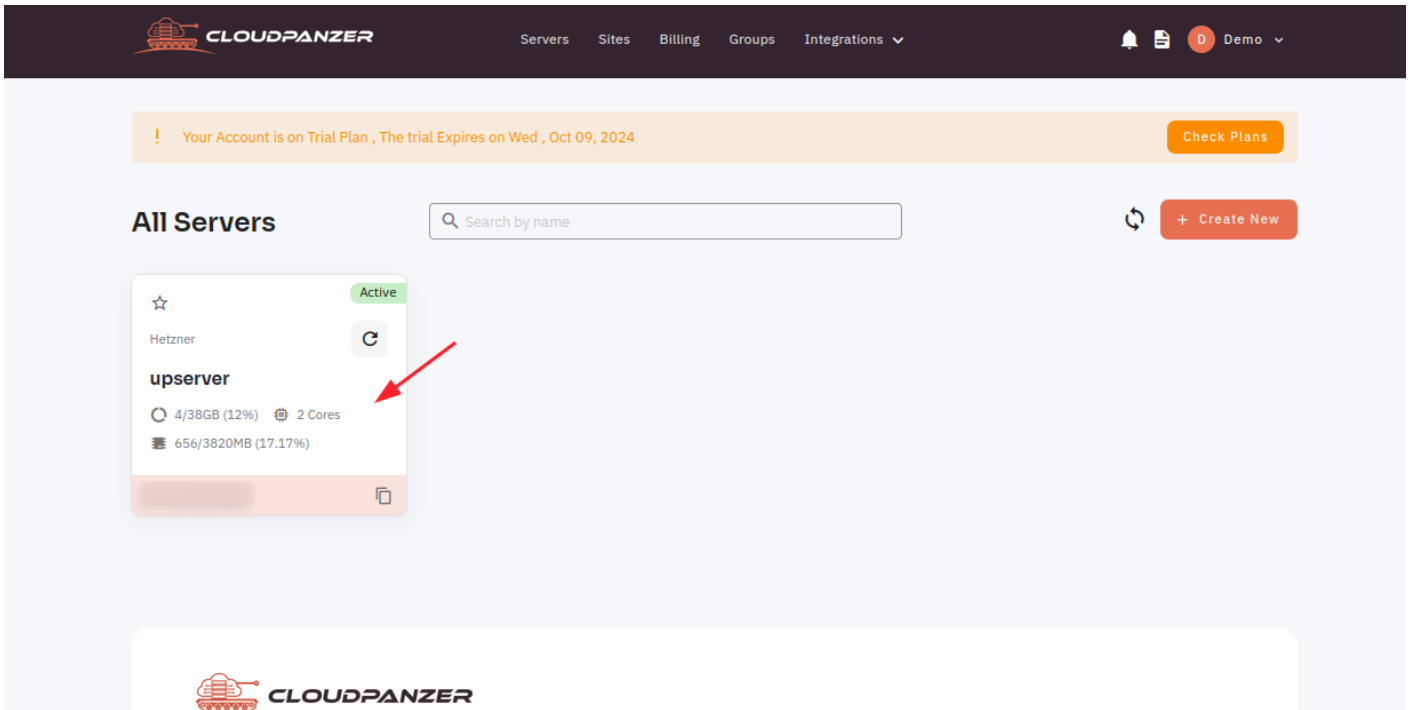 CLOUDPANZER Servers Sites Billing Groups Integrations D Demo
! Your Account is on Trial Plan , The trial Expires on Wed , Oct 09, 2024 Check Plans
All Servers Search by name + Create New
Active
Hetzner
upserver
4/38GB (12%) 2 Cores
656/3820MB (17.17%)
CLOUDPANZER